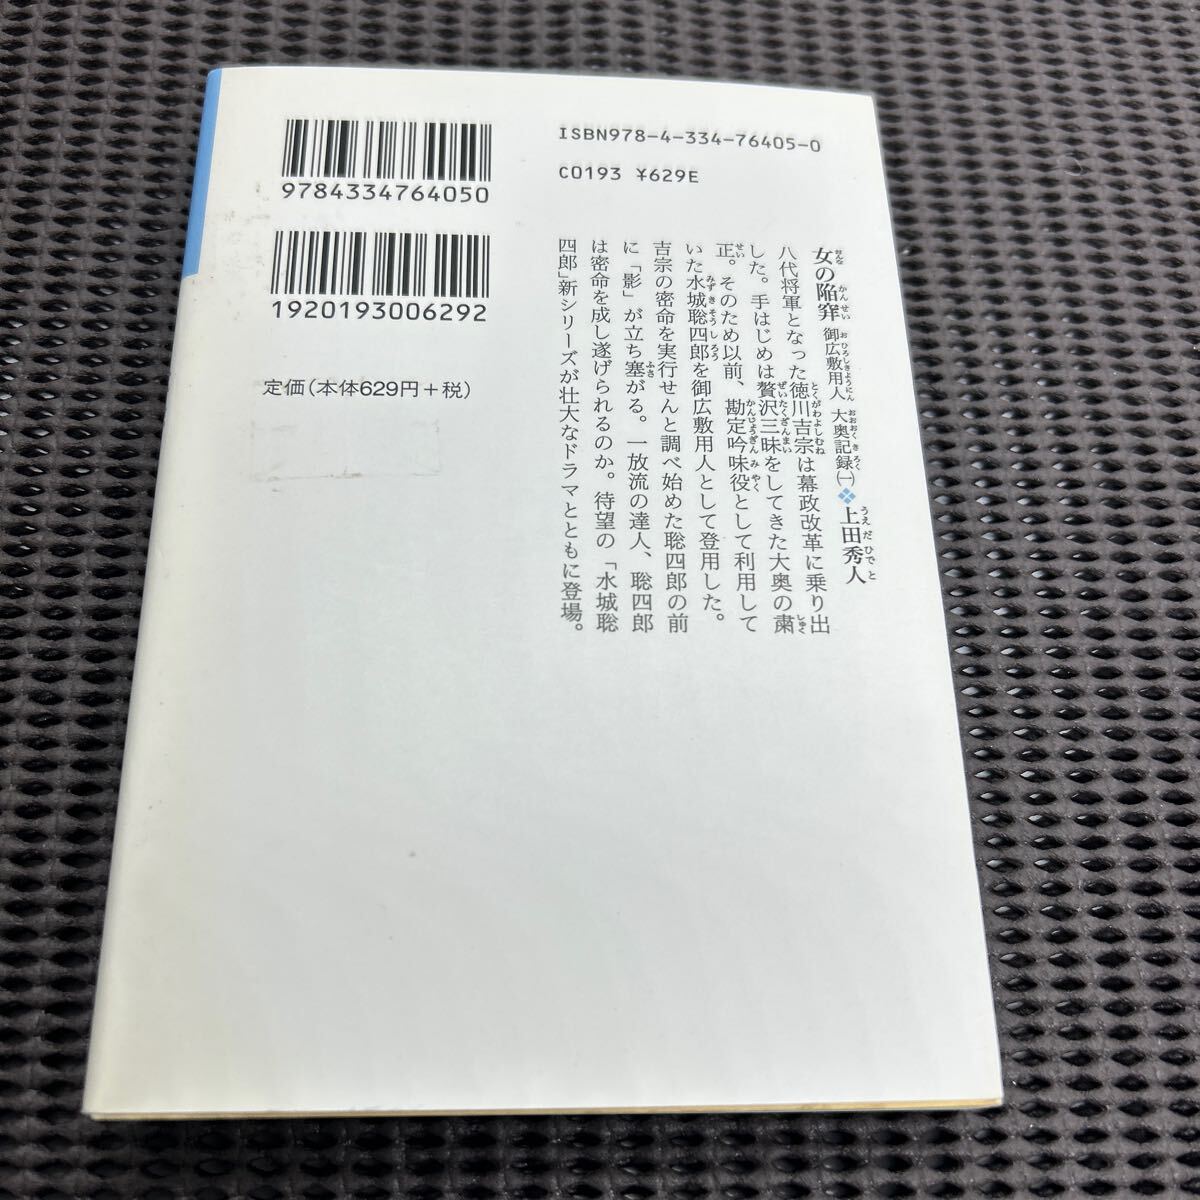 9784334764050
1920193006292
定価(本体629円+税)
ISBN978-4-334-76405-0
C0193 ¥629E
女の陥穽 御広敷用人 大奥記録(一)❖上田秀人
八代将軍となった徳川吉宗は幕政改革に乗り出
した。手はじめは贅沢三昧をしてきた大奥の粛
正。そのため以前、勘定吟味役として利用して
いた水城聡四郎を御広敷用人として登用した。
吉宗の密命を実行せんと調べ始めた聡四郎の前
に「影」が立ち塞がる。一放流の達人、聡四郎
は密命を成し遂げられるのか。待望の「水城聡
四郎」新シリーズが壮大なドラマとともに登場。